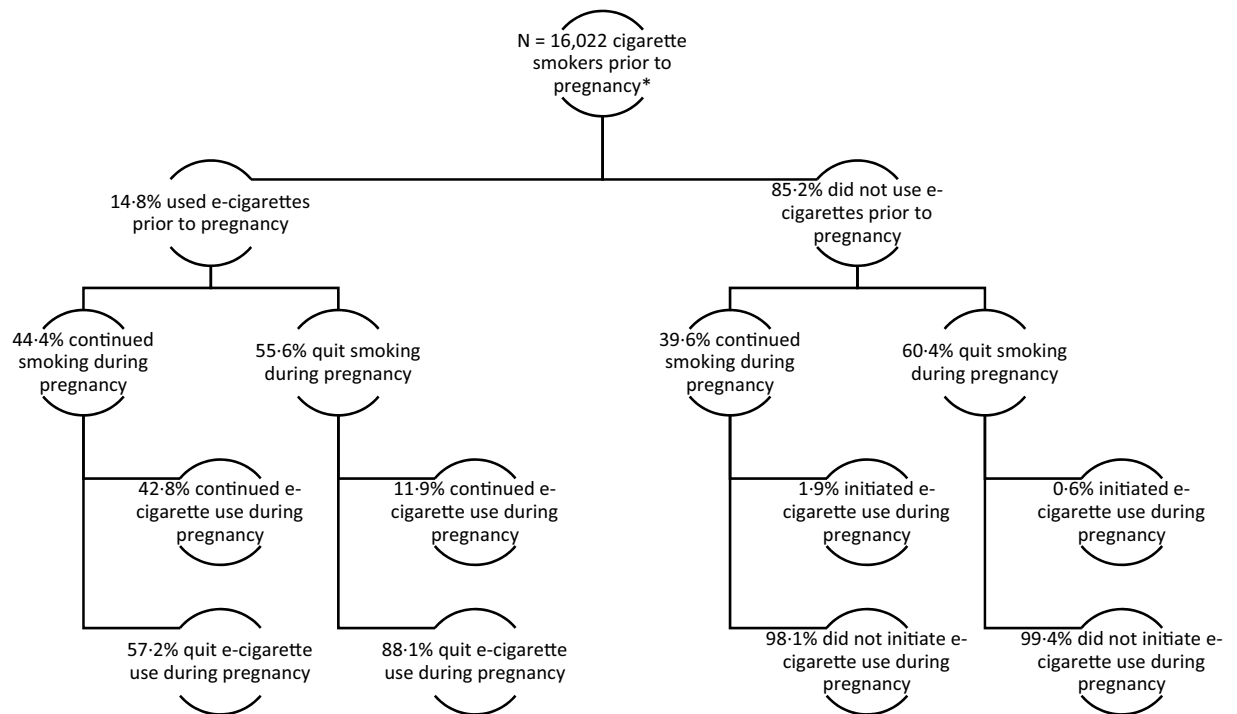 N = 16,022 cigarette
smokers prior to
pregnancy*
14·8% used e-cigarettes
prior to pregnancy
85·2% did not use e-
cigarettes prior to
pregnancy
44·4% continued
smoking during
pregnancy
55·6% quit smoking
during pregnancy
39·6% continued
smoking during
pregnancy
60·4% quit smoking
during pregnancy
42·8% continued e-
cigarette use during
pregnancy
11·9% continued e-
cigarette use during
pregnancy
1·9% initiated e-
cigarette use during
pregnancy
0·6% initiated e-
cigarette use during
pregnancy
57·2% quit e-cigarette
use during pregnancy
88·1% quit e-cigarette
use during pregnancy
98·1% did not initiate e-
cigarette use during
pregnancy
99·4% did not initiate e-
cigarette use during
pregnancy